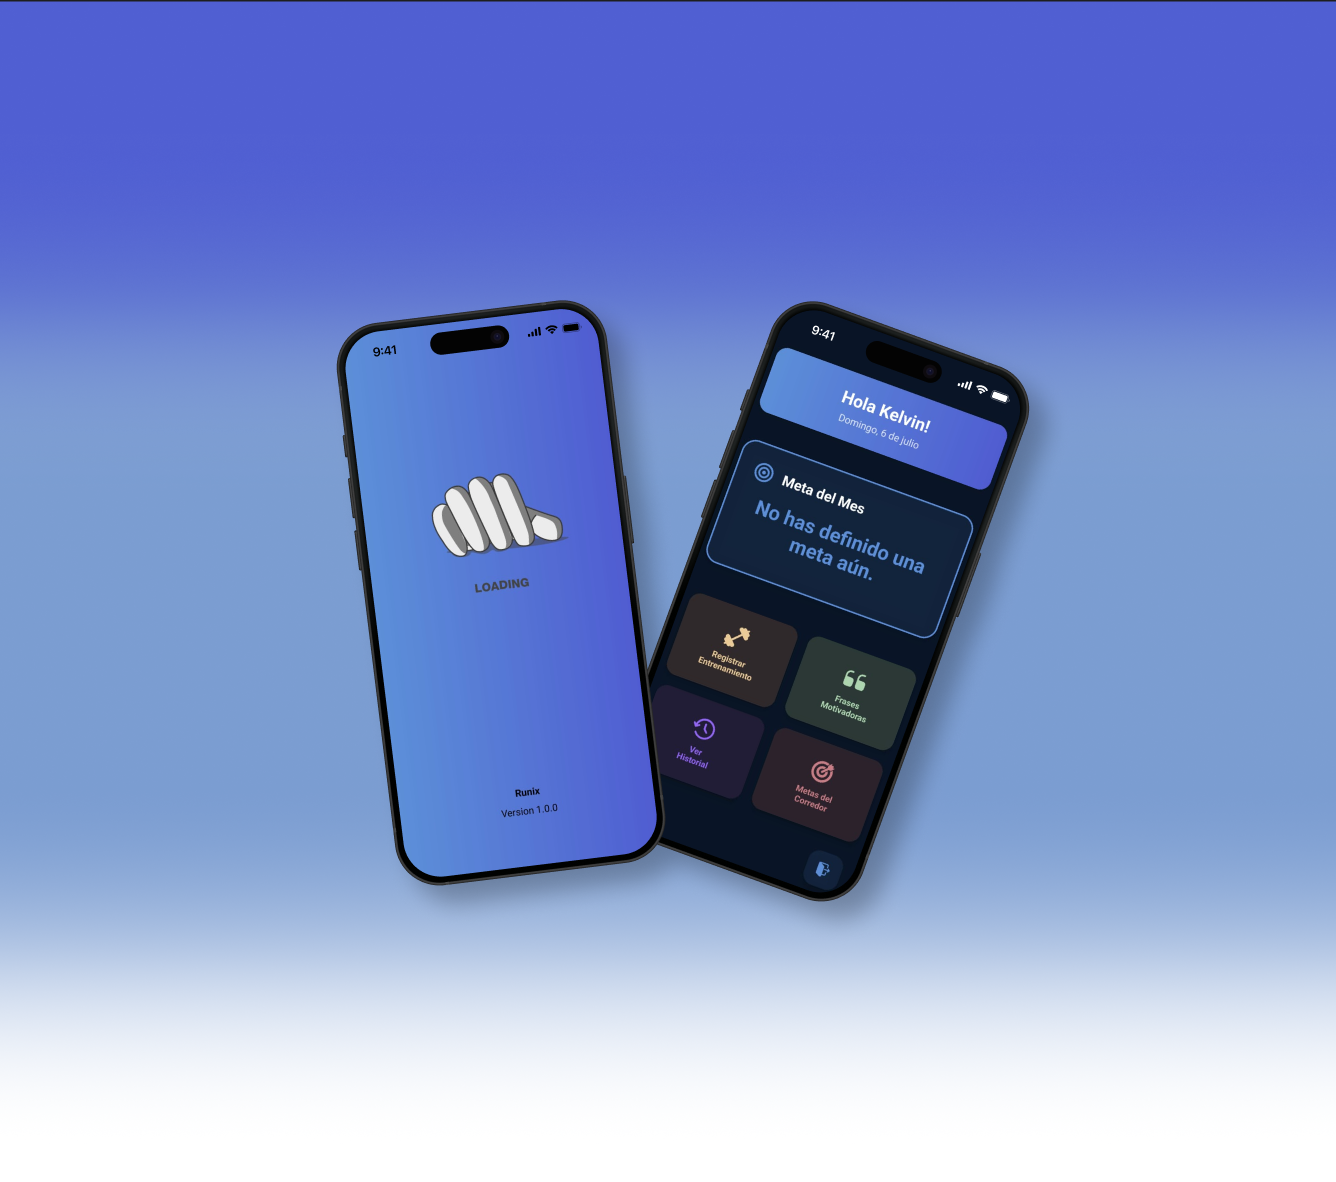 9:41
LOADING
Runix
Version 1.0.0
9:41
Hola Kelvin!
Domingo, 6 de julio
Meta del Mes
No has definido una
meta aún.
Registrar
Entrenamiento
Frases
Motivadoras
Ver
Historial
Metas del
Corredor